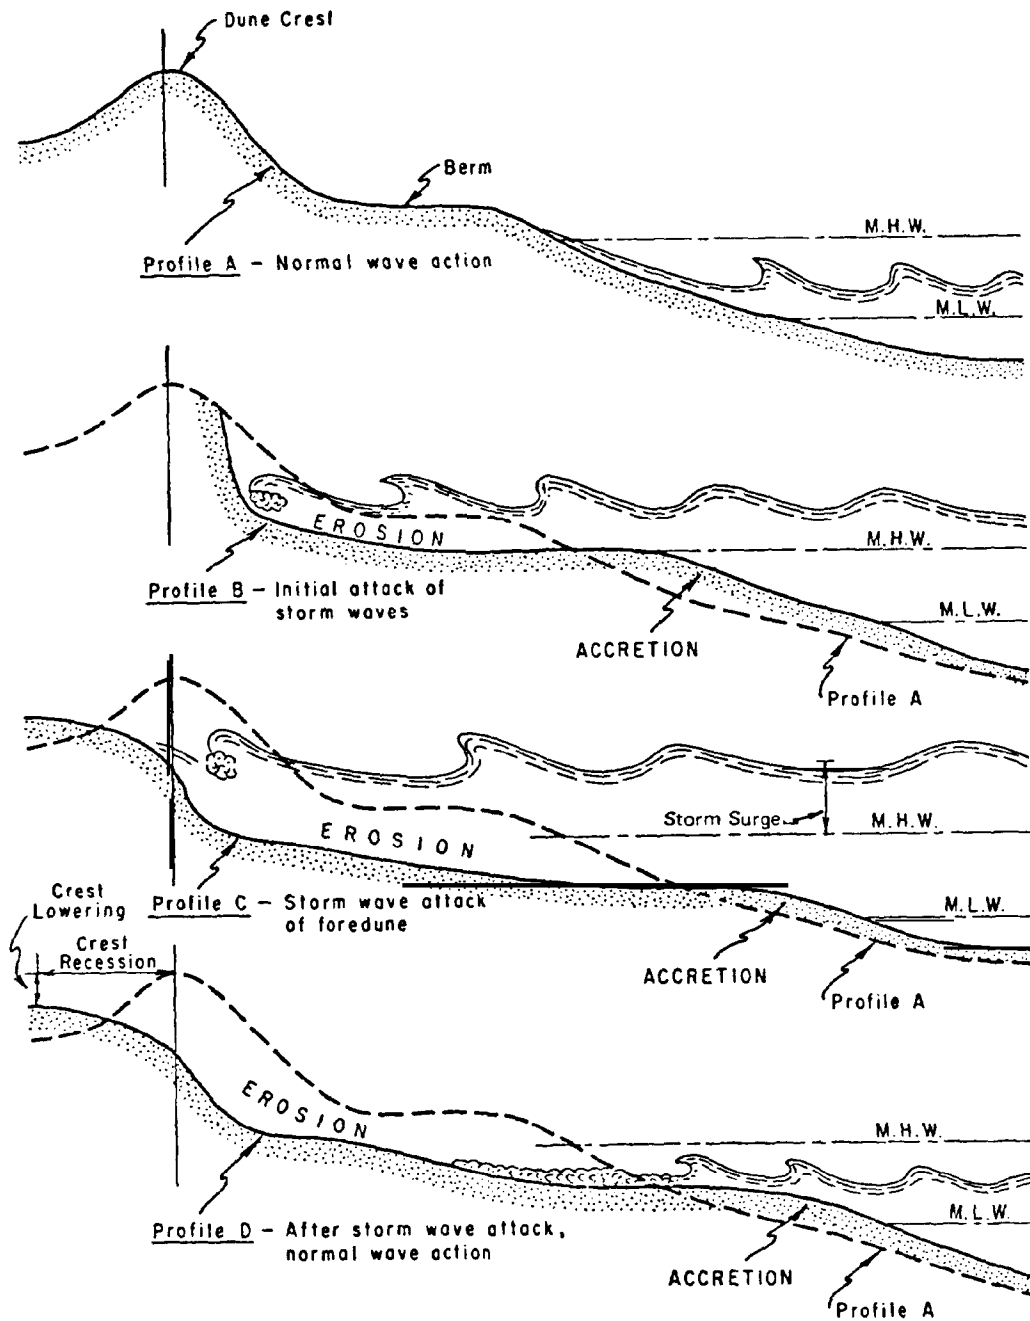 Dune Crest
Berm
M.H.W.
Profile A – Normal wave action
M.L.W.
EROSION
M.H.W.
Profile B – Initial attack of
storm waves
M.L.W.
ACCRETION
Profile A
Storm Surge
M.H.W.
EROSION
Crest
Lowering
Profile C – Storm wave attack
of foredune
M.L.W.
Crest
Recession
ACCRETION
Profile A
EROSION
M.H.W.
Profile D – After storm wave attack,
normal wave action
M.L.W.
ACCRETION
Profile A